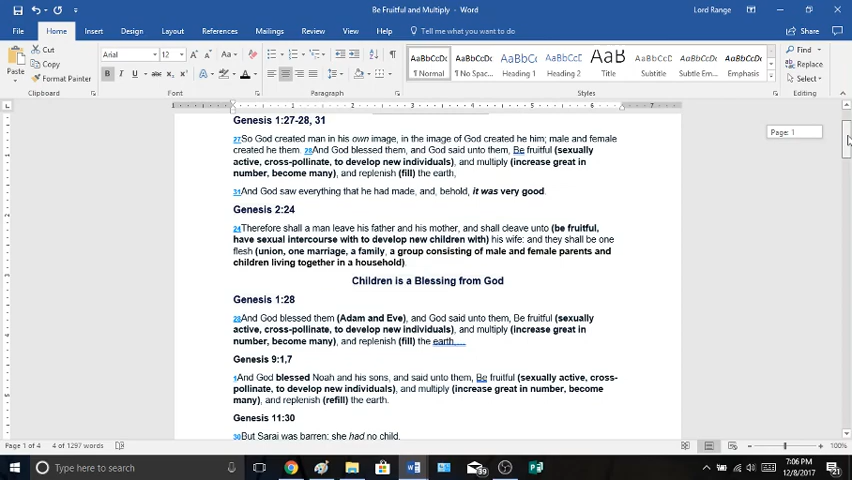 Be Fruitful and Multiply - Word
Lord Range
File Home Insert Design Layout References Mailings Review View Help Tell me what you want to do Share
Cut
Copy
Format Painter
Paste
Clipboard
Arial 12
Font
Paragraph
AaBbCcDc AaBbCcDc AaBbC AaBbCcC AaB AaBbCcD AaBbCcD AaBbCcD
¶ Normal ¶ No Spac... Heading 1 Heading 2 Title Subtitle Subtle Em... Emphasis
Styles
Find
Replace
Select
Editing
Page: 1
Genesis 1:27-28, 31
27So God created man in his own image, in the image of God created he him; male and female
created he them. 28And God blessed them, and God said unto them, Be fruitful (sexually
active, cross-pollinate, to develop new individuals), and multiply (increase great in
number, become many), and replenish (fill) the earth,
31And God saw everything that he had made, and, behold, it was very good.
Genesis 2:24
24Therefore shall a man leave his father and his mother, and shall cleave unto (be fruitful,
have sexual intercourse with to develop new children with) his wife: and they shall be one
flesh (union, one marriage, a family, a group consisting of male and female parents and
children living together in a household).
Children is a Blessing from God
Genesis 1:28
28And God blessed them (Adam and Eve), and God said unto them, Be fruitful (sexually
active, cross-pollinate, to develop new individuals), and multiply (increase great in
number, become many), and replenish (fill) the earth,
Genesis 9:1,7
1And God blessed Noah and his sons, and said unto them, Be fruitful (sexually active, cross-
pollinate, to develop new individuals), and multiply (increase great in number, become
many), and replenish (refill) the earth.
Genesis 11:30
30But Sarai was barren; she had no child.
Page 1 of 4 4 of 1297 words
100%
Type here to search
39
7:06 PM
12/8/2017
21